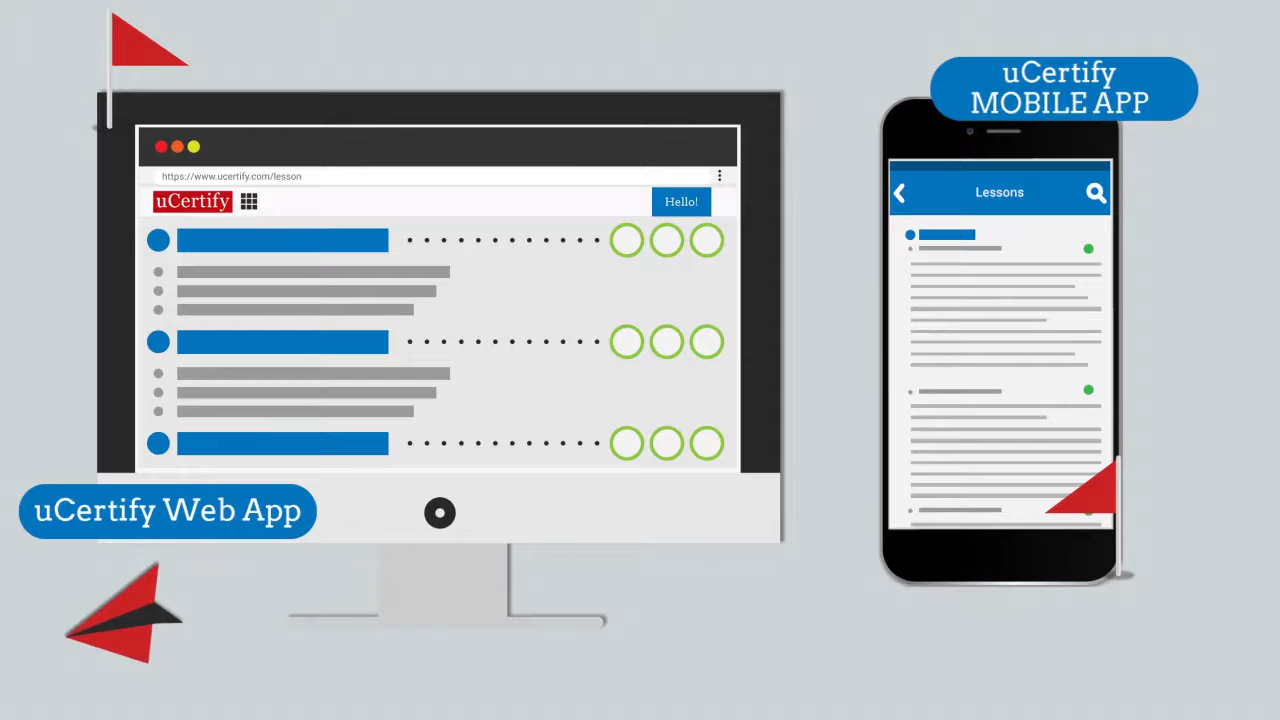 uCertify
MOBILE APP
https://www.ucertify.com/lesson
uCertify
Hello!
Lessons
uCertify Web App